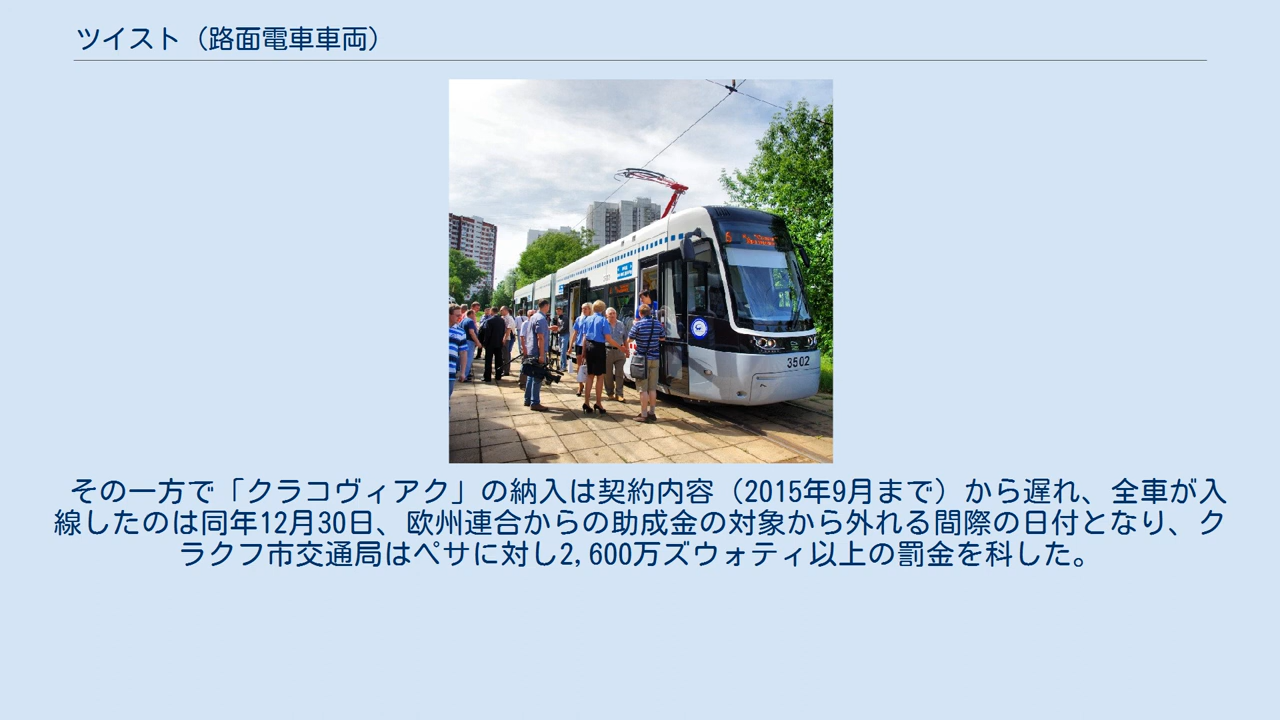 ツイスト（路面電車車両）
3502
その一方で「クラコヴィアク」の納入は契約内容（2015年9月まで）から遅れ、全車が入
線したのは同年12月30日、欧州連合からの助成金の対象から外れる間際の日付となり、ク
ラクフ市交通局はペサに対し2,600万ズウォティ以上の罰金を科した。